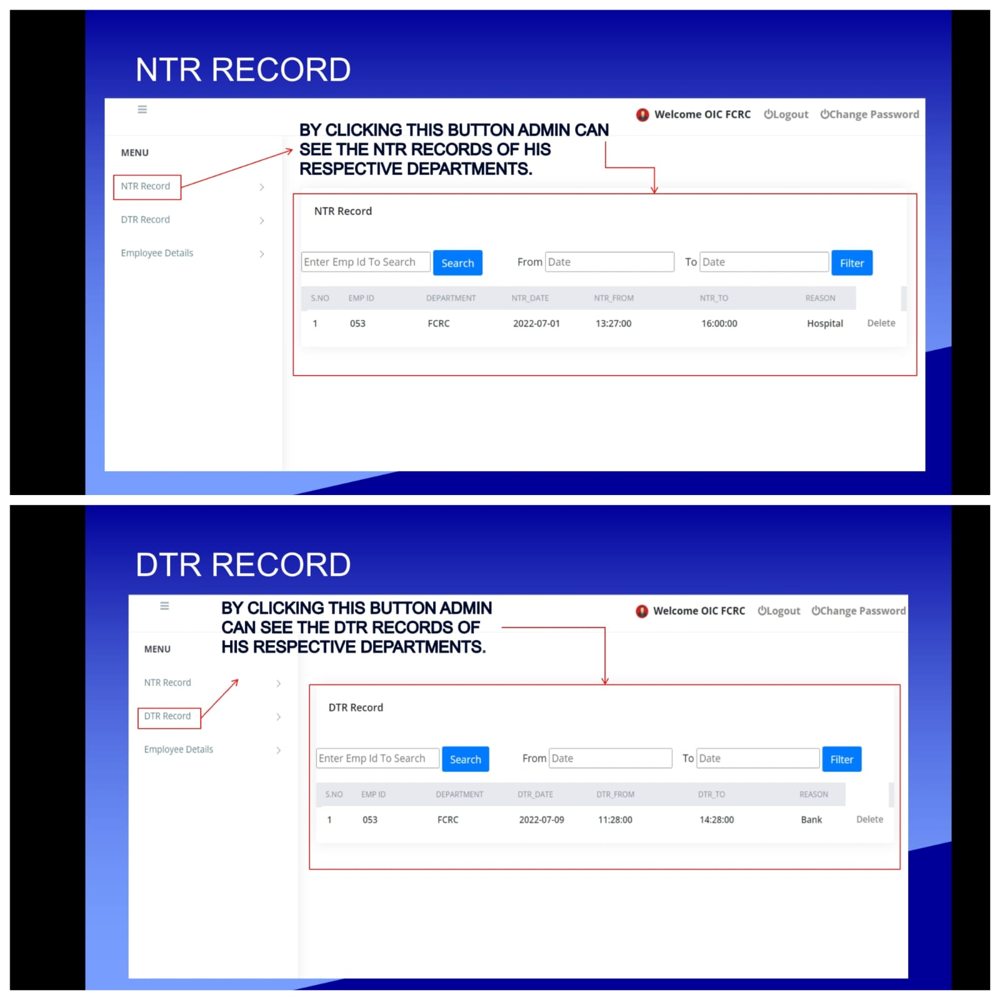 NTR RECORD
Welcome OIC FCRC Logout Change Password
BY CLICKING THIS BUTTON ADMIN CAN
SEE THE NTR RECORDS OF HIS
RESPECTIVE DEPARTMENTS.
MENU
NTR Record
DTR Record
Employee Details
NTR Record
Enter Emp Id To Search Search From Date To Date Filter
S.NO EMP ID DEPARTMENT NTR_DATE NTR_FROM NTR_TO REASON
1 053 FCRC 2022-07-01 13:27:00 16:00:00 Hospital Delete
DTR RECORD
BY CLICKING THIS BUTTON ADMIN
CAN SEE THE DTR RECORDS OF
HIS RESPECTIVE DEPARTMENTS.
Welcome OIC FCRC Logout Change Password
MENU
NTR Record
DTR Record
Employee Details
DTR Record
Enter Emp Id To Search Search From Date To Date Filter
S.NO EMP ID DEPARTMENT DTR_DATE DTR_FROM DTR_TO REASON
1 053 FCRC 2022-07-09 11:28:00 14:28:00 Bank Delete